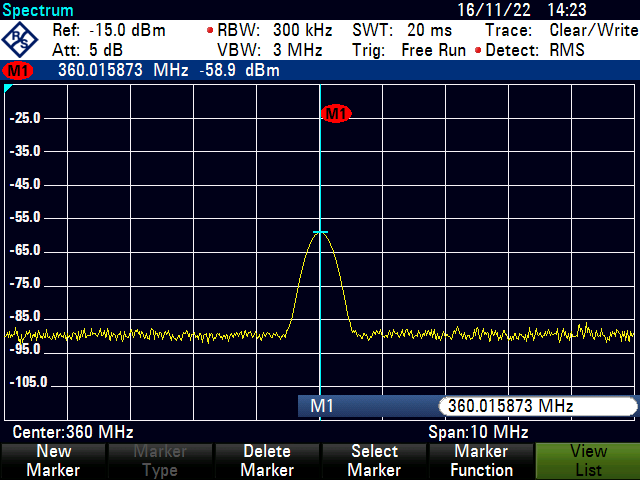 Spectrum 16/11/22 14:23
R&S Ref: -15.0 dBm RBW: 300 kHz SWT: 20 ms Trace: Clear/Write
Att: 5 dB VBW: 3 MHz Trig: Free Run Detect: RMS
M1 360.015873 MHz -58.9 dBm
M1
-25.0
-35.0
-45.0
-55.0
-65.0
-75.0
-85.0
-95.0
-105.0
M1 360.015873 MHz
Center:360 MHz Span:10 MHz
New Marker Delete Select Marker View
Marker Type Marker Marker Function List